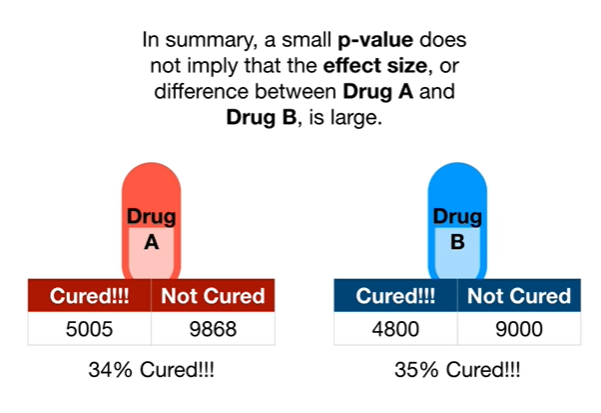 In summary, a small p-value does
not imply that the effect size, or
difference between Drug A and
Drug B, is large.
Drug
A
Cured!!! Not Cured
5005 9868
34% Cured!!!
Drug
B
Cured!!! Not Cured
4800 9000
35% Cured!!!